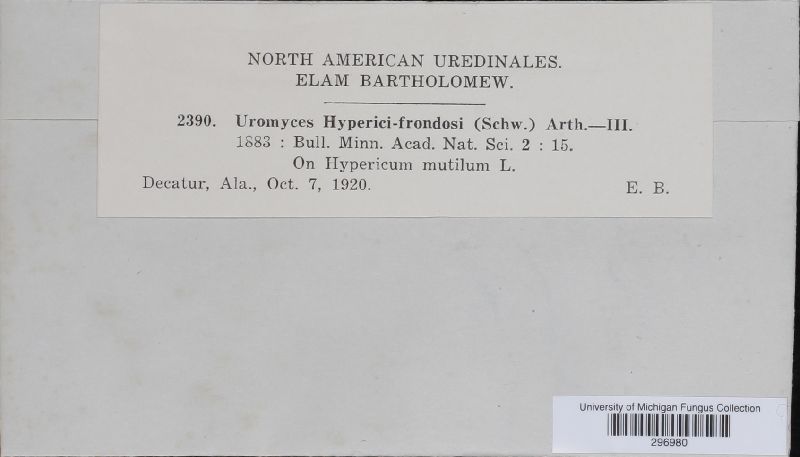 NORTH AMERICAN UREDINALES.
ELAM BARTHOLOMEW.
2390. Uromyces Hyperici-frondosi (Schw.) Arth.—III.
1883 : Bull. Minn. Acad. Nat. Sci. 2 : 15.
On Hypericum mutilum L.
Decatur, Ala., Oct. 7, 1920. E. B.
University of Michigan Fungus Collection
296980